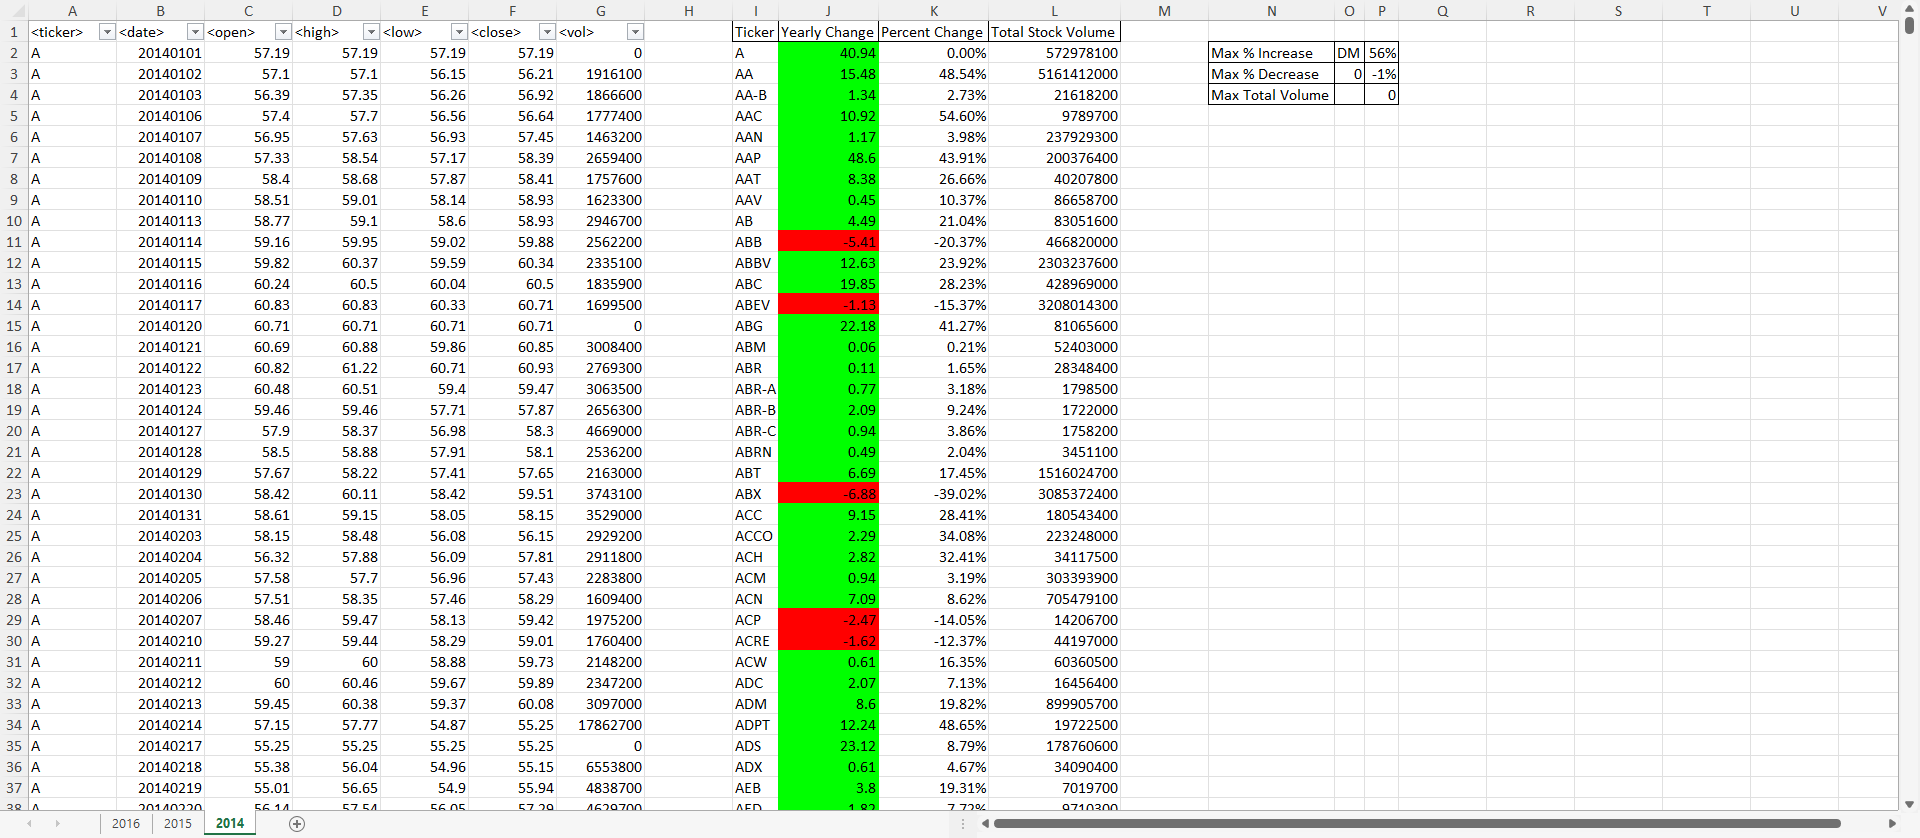 A B C D E F G H I J K L M N O P Q R S T U V
1 <ticker> <date> <open> <high> <low> <close> <vol> Ticker Yearly Change Percent Change Total Stock Volume
2 A 20140101 57.19 57.19 57.19 57.19 0 A 40.94 0.00% 572978100 Max % Increase DM 56%
3 A 20140102 57.1 57.1 56.15 56.21 1916100 AA 15.48 48.54% 5161412000 Max % Decrease 0 -1%
4 A 20140103 56.39 57.35 56.26 56.92 1866600 AA-B 1.34 2.73% 21618200 Max Total Volume 0
5 A 20140106 57.4 57.7 56.56 56.64 1777400 AAC 10.92 54.60% 9789700
6 A 20140107 56.95 57.63 56.93 57.45 1463200 AAN 1.17 3.98% 237929300
7 A 20140108 57.33 58.54 57.17 58.39 2659400 AAP 48.6 43.91% 200376400
8 A 20140109 58.4 58.68 57.87 58.41 1757600 AAT 8.38 26.66% 40207800
9 A 20140110 58.51 59.01 58.14 58.93 1623300 AAV 0.45 10.37% 86658700
10 A 20140113 58.77 59.1 58.6 58.93 2946700 AB 4.49 21.04% 83051600
11 A 20140114 59.16 59.95 59.02 59.88 2562200 ABB -5.41 -20.37% 466820000
12 A 20140115 59.82 60.37 59.59 60.34 2335100 ABBV 12.63 23.92% 2303237600
13 A 20140116 60.24 60.5 60.04 60.5 1835900 ABC 19.85 28.23% 428969000
14 A 20140117 60.83 60.83 60.33 60.71 1699500 ABEV -1.13 -15.37% 3208014300
15 A 20140120 60.71 60.71 60.71 60.71 0 ABG 22.18 41.27% 81065600
16 A 20140121 60.69 60.88 59.86 60.85 3008400 ABM 0.06 0.21% 52403000
17 A 20140122 60.82 61.22 60.71 60.93 2769300 ABR 0.11 1.65% 28348400
18 A 20140123 60.48 60.51 59.4 59.47 3063500 ABR-A 0.77 3.18% 1798500
19 A 20140124 59.46 59.46 57.71 57.87 2656300 ABR-B 2.09 9.24% 1722000
20 A 20140127 57.9 58.37 56.98 58.3 4669000 ABR-C 0.94 3.86% 1758200
21 A 20140128 58.5 58.88 57.91 58.1 2536200 ABRN 0.49 2.04% 3451100
22 A 20140129 57.67 58.22 57.41 57.65 2163000 ABT 6.69 17.45% 1516024700
23 A 20140130 58.42 60.11 58.42 59.51 3743100 ABX -6.88 -39.02% 3085372400
24 A 20140131 58.61 59.15 58.05 58.15 3529000 ACC 9.15 28.41% 180543400
25 A 20140203 58.15 58.48 56.08 56.15 2929200 ACCO 2.29 34.08% 223248000
26 A 20140204 56.32 57.88 56.09 57.81 2911800 ACH 2.82 32.41% 34117500
27 A 20140205 57.58 57.7 56.96 57.43 2283800 ACM 0.94 3.19% 303393900
28 A 20140206 57.51 58.35 57.46 58.29 1609400 ACN 7.09 8.62% 705479100
29 A 20140207 58.46 59.47 58.13 59.42 1975200 ACP -2.47 -14.05% 14206700
30 A 20140210 59.27 59.44 58.29 59.01 1760400 ACRE -1.62 -12.37% 44197000
31 A 20140211 59 60 58.88 59.73 2148200 ACW 0.61 16.35% 60360500
32 A 20140212 60 60.46 59.67 59.89 2347200 ADC 2.07 7.13% 16456400
33 A 20140213 59.45 60.38 59.37 60.08 3097000 ADM 8.6 19.82% 899905700
34 A 20140214 57.15 57.77 54.87 55.25 17862700 ADPT 12.24 48.65% 19722500
35 A 20140217 55.25 55.25 55.25 55.25 0 ADS 23.12 8.79% 178760600
36 A 20140218 55.38 56.04 54.96 55.15 6553800 ADX 0.61 4.67% 34090400
37 A 20140219 55.01 56.65 54.9 55.94 4838700 AEB 3.8 19.31% 7019700
38 A 20140220 56.14 57.54 56.05 57.29 4629700 AED 1.82 7.72% 9710300
2016 2015 2014